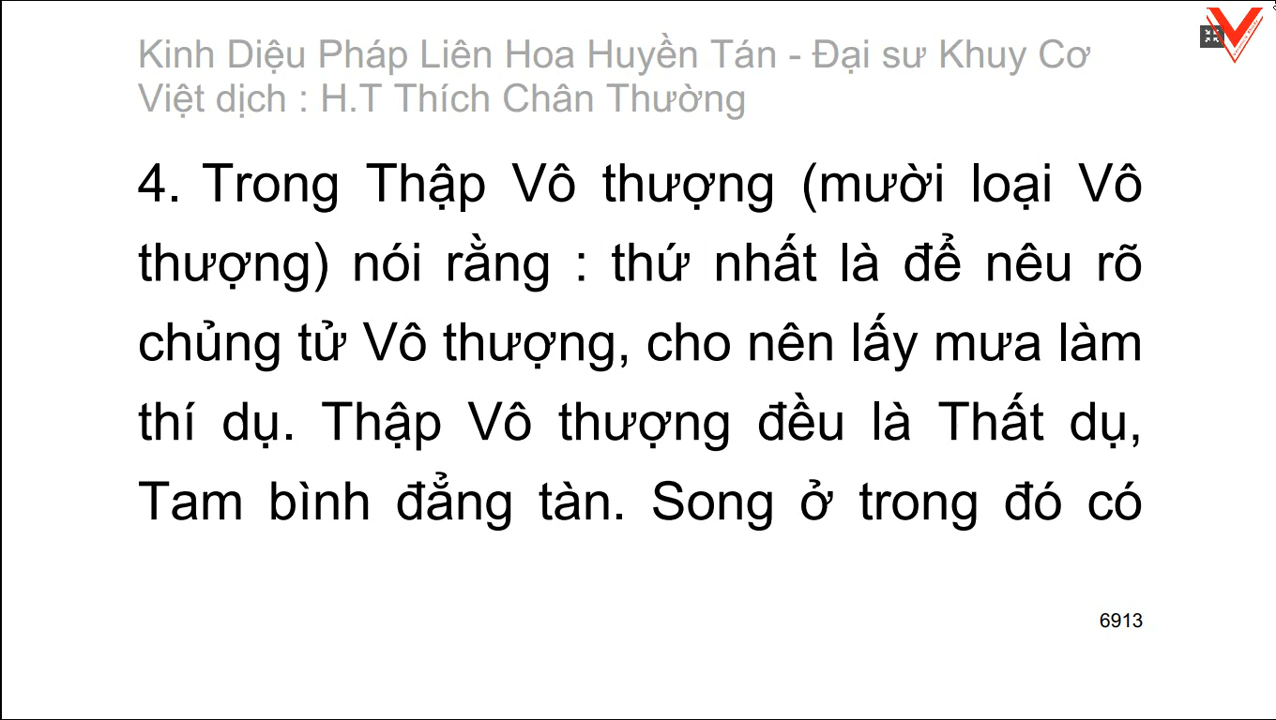 Kinh Diệu Pháp Liên Hoa Huyền Tán - Đại sư Khuy Cơ
Việt dịch : H.T Thích Chân Thường
4. Trong Thập Vô thượng (mười loại Vô
thượng) nói rằng : thứ nhất là để nêu rõ
chủng tử Vô thượng, cho nên lấy mưa làm
thí dụ. Thập Vô thượng đều là Thất dụ,
Tam bình đẳng tàn. Song ở trong đó có
6913